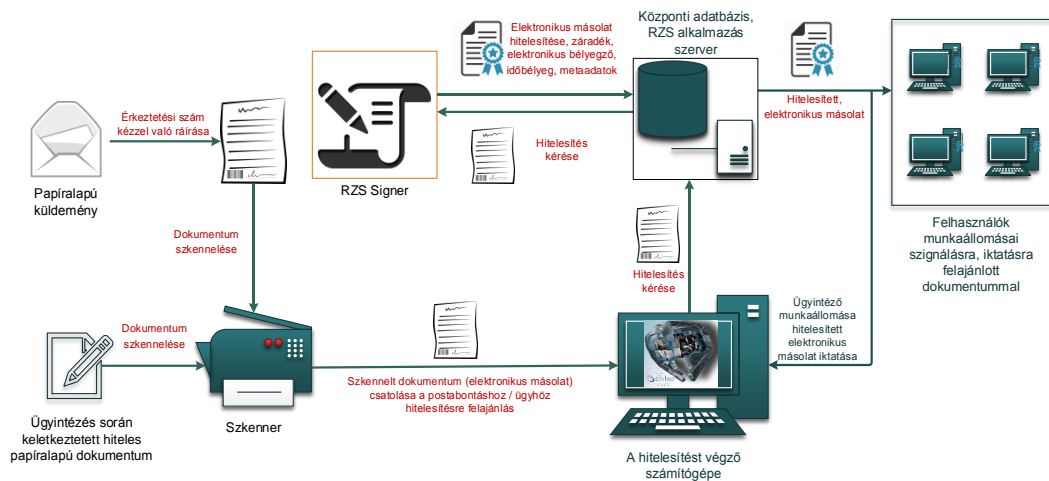 Elektronikus másolat
hitelesítése, záradék,
elektronikus bélyegző,
időbélyeg, metaadatok
Központi adatbázis,
RZS alkalmazás
szerver
Érkeztetési szám
kézzel való ráírása
Hitelesítés
kérése
Hitelesített,
elektronikus másolat
Papíralapú
küldemény
RZS Signer
Dokumentum
szkennelése
Hitelesítés
kérése
Felhasználók
munkaállomásai
szignálásra, iktatásra
felajánlott
dokumentummal
Dokumentum
szkennelése
Szkennelt dokumentum (elektronikus másolat)
csatolása a postabontáshoz / ügyhöz
hitelesítésre felajánlás
Ügyintéző
munkaállomása
hitelesített
elektronikus
másolat iktatása
Ügyintézés során
keletkeztetett hiteles
papíralapú dokumentum
Szkenner
A hitelesítést végző
számítógépe